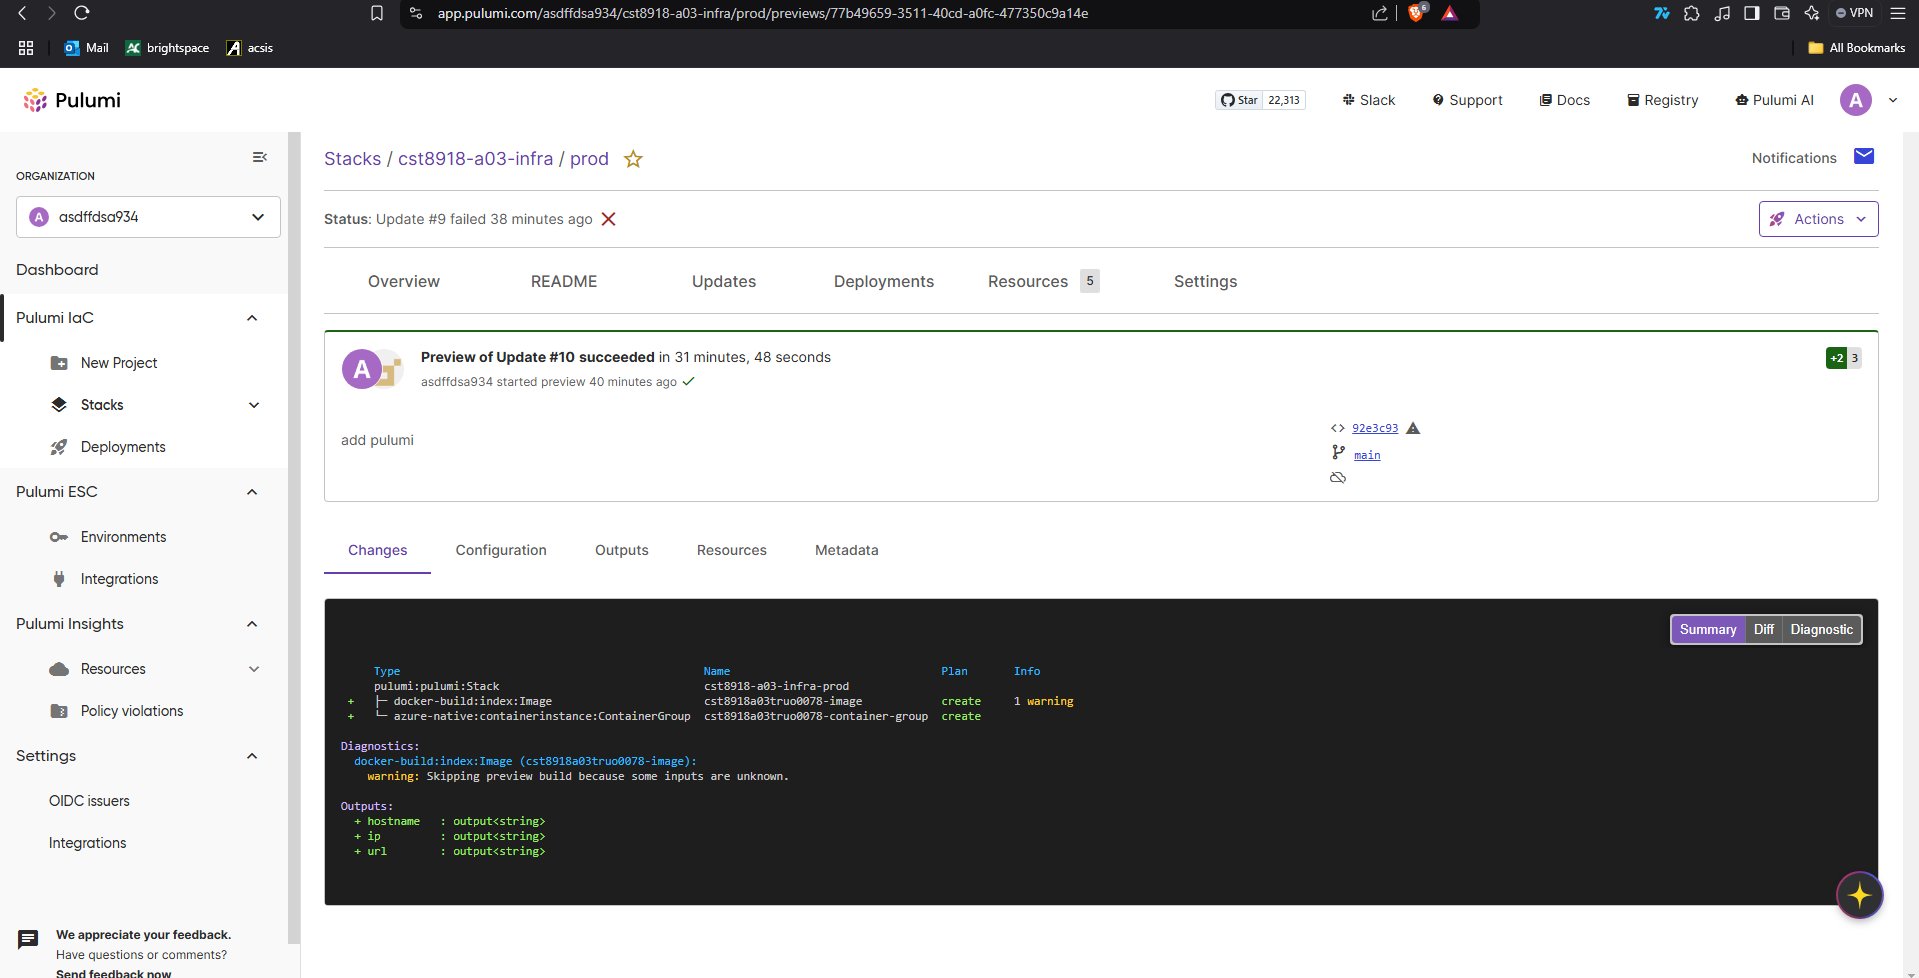 app.pulumi.com/asdffdsa934/cst8918-a03-infra/prod/previews/77b49659-3511-40cd-a0fc-477350c9a14e
6
VPN
Mail
brightspace
acsis
All Bookmarks
Pulumi
Star 22,313
Slack
Support
Docs
Registry
Pulumi AI
A
ORGANIZATION
A asdffdsa934
Dashboard
Pulumi IaC
New Project
Stacks
Deployments
Pulumi ESC
Environments
Integrations
Pulumi Insights
Resources
Policy violations
Settings
OIDC issuers
Integrations
We appreciate your feedback.
Have questions or comments?
Send feedback now
Stacks / cst8918-a03-infra / prod
Notifications
Status: Update #9 failed 38 minutes ago
Actions
Overview
README
Updates
Deployments
Resources 5
Settings
A
Preview of Update #10 succeeded in 31 minutes, 48 seconds
+2 3
asdffdsa934 started preview 40 minutes ago
add pulumi
92e3c93
main
Changes
Configuration
Outputs
Resources
Metadata
Summary Diff Diagnostic
Type Name Plan Info
pulumi:pulumi:Stack cst8918-a03-infra-prod
+ ├─ docker-build:index:Image cst8918a03truo0078-image create 1 warning
+ └─ azure-native:containerinstance:ContainerGroup cst8918a03truo0078-container-group create
Diagnostics:
docker-build:index:Image (cst8918a03truo0078-image):
warning: Skipping preview build because some inputs are unknown.
Outputs:
+ hostname : output<string>
+ ip : output<string>
+ url : output<string>